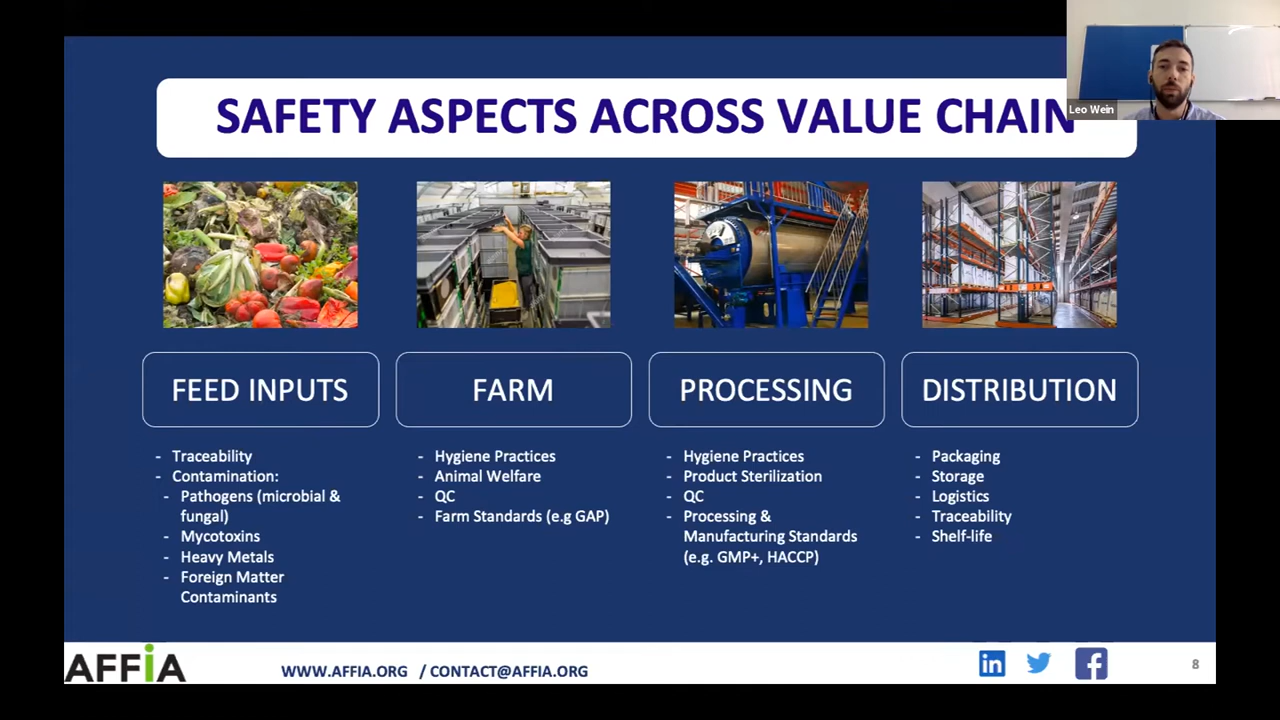 SAFETY ASPECTS ACROSS VALUE CHAIN
Leo Wein
FEED INPUTS
- Traceability
- Contamination:
- Pathogens (microbial &
fungal)
- Mycotoxins
- Heavy Metals
- Foreign Matter
Contaminants
FARM
- Hygiene Practices
- Animal Welfare
- QC
- Farm Standards (e.g GAP)
PROCESSING
- Hygiene Practices
- Product Sterilization
- QC
- Processing &
Manufacturing Standards
(e.g. GMP+, HACCP)
DISTRIBUTION
- Packaging
- Storage
- Logistics
- Traceability
- Shelf-life
AFFiA
WWW.AFFIA.ORG / CONTACT@AFFIA.ORG
in
f
8